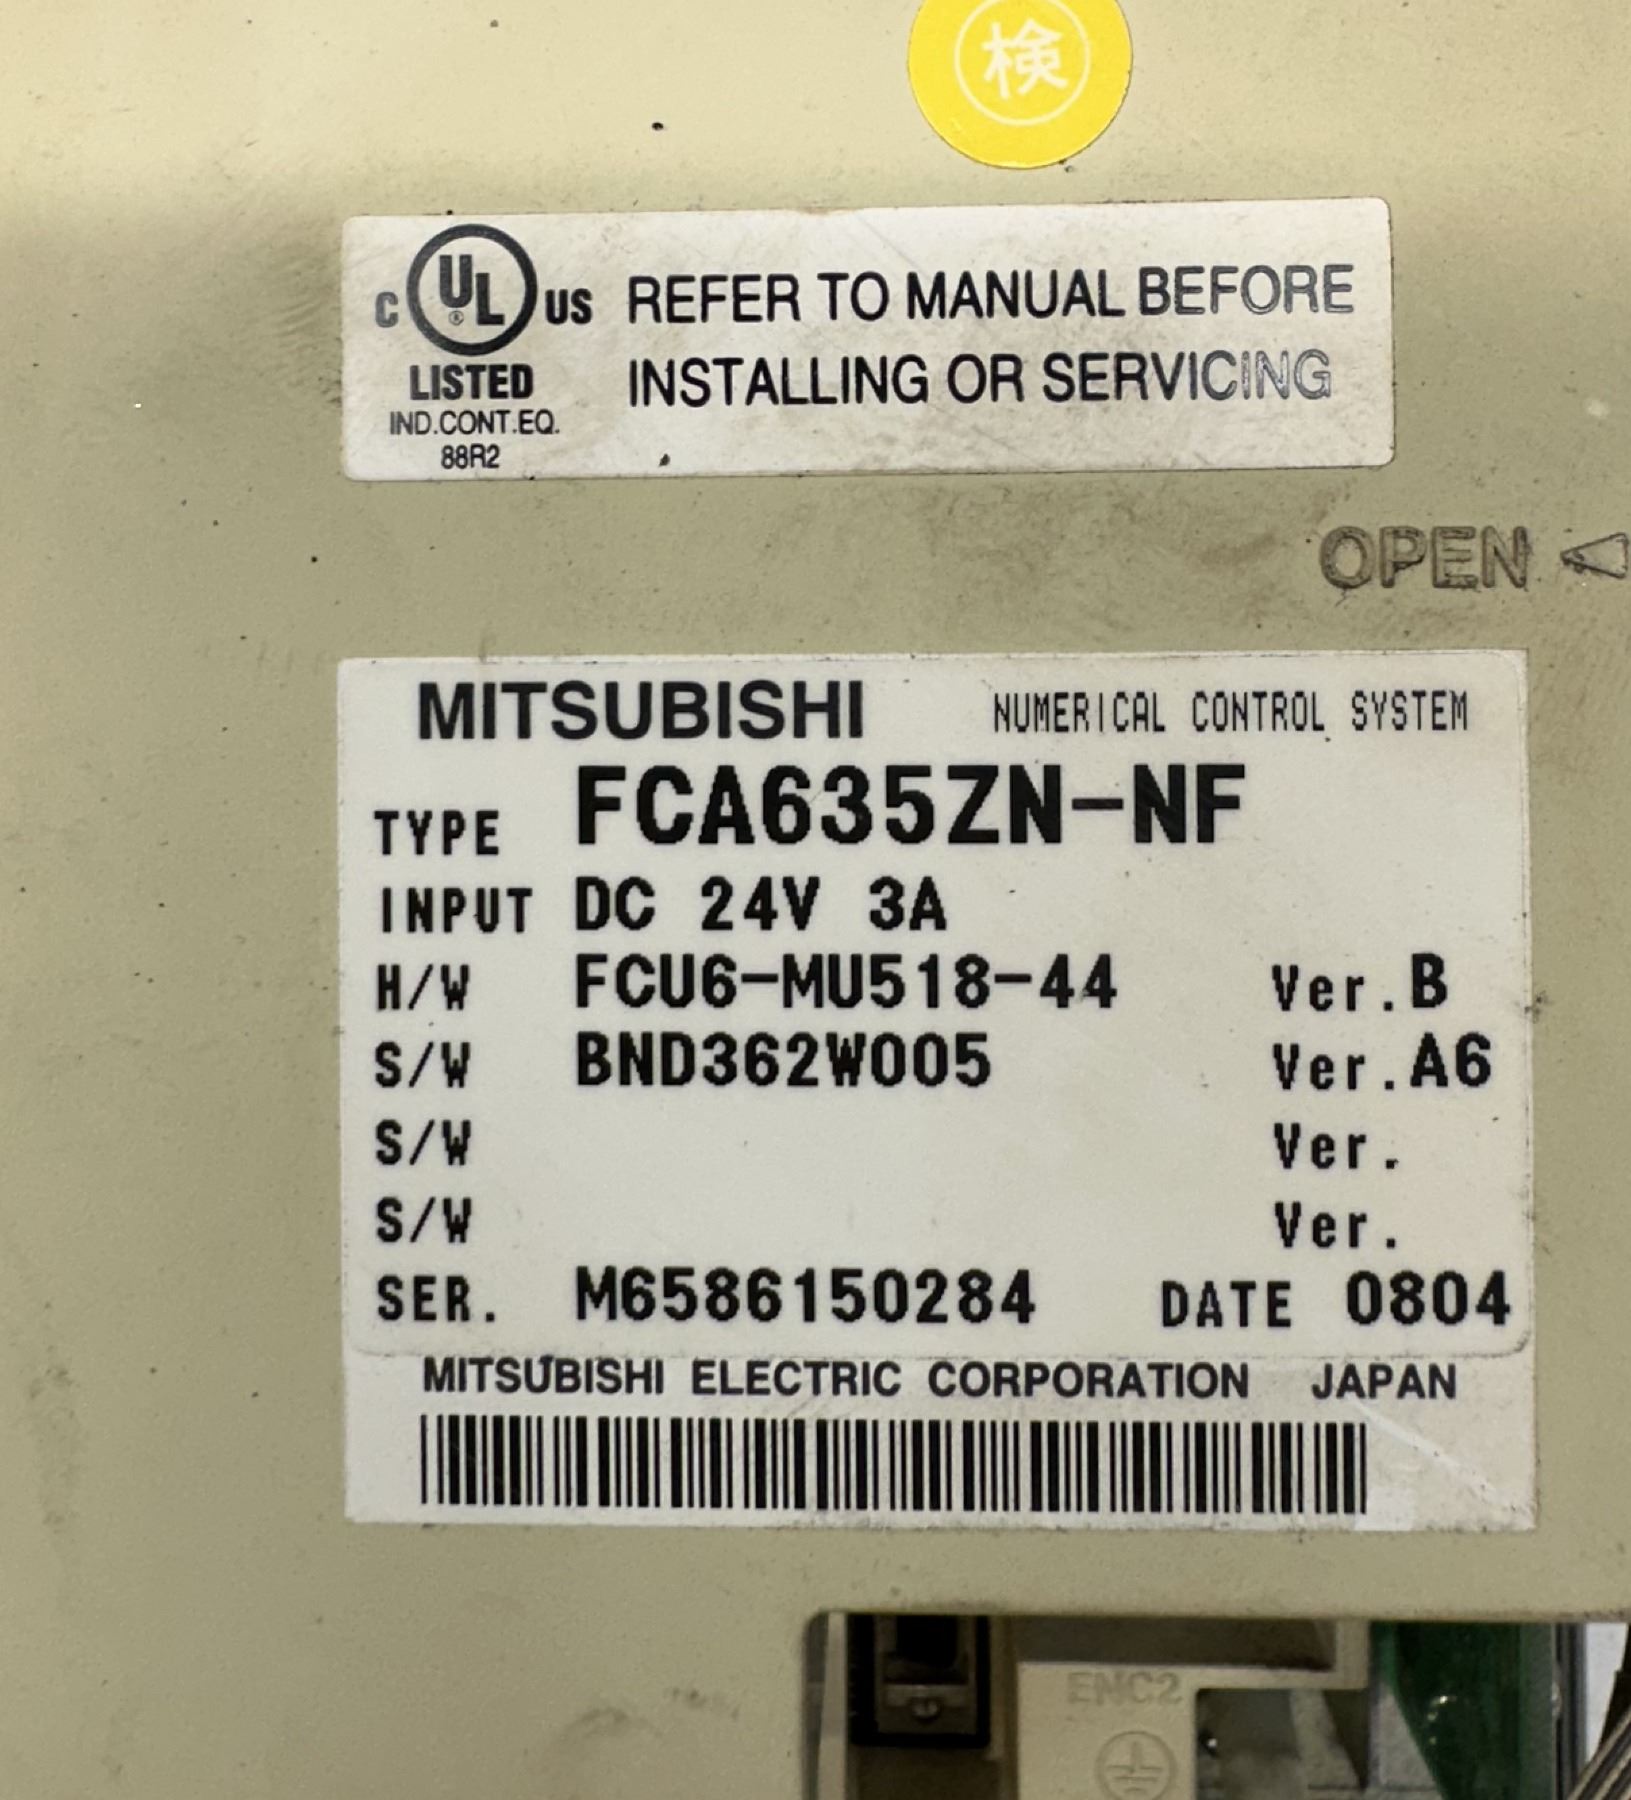 検
C UL US
LISTED
IND.CONT.EQ.
88R2
REFER TO MANUAL BEFORE
INSTALLING OR SERVICING
OPEN
MITSUBISHI NUMERICAL CONTROL SYSTEM
TYPE FCA635ZN-NF
INPUT DC 24V 3A
H/W FCU6-MU518-44 Ver.B
S/W BND362W005 Ver.A6
S/W Ver.
S/W Ver.
SER. M6586150284 DATE 0804
MITSUBISHI ELECTRIC CORPORATION JAPAN
ENC2